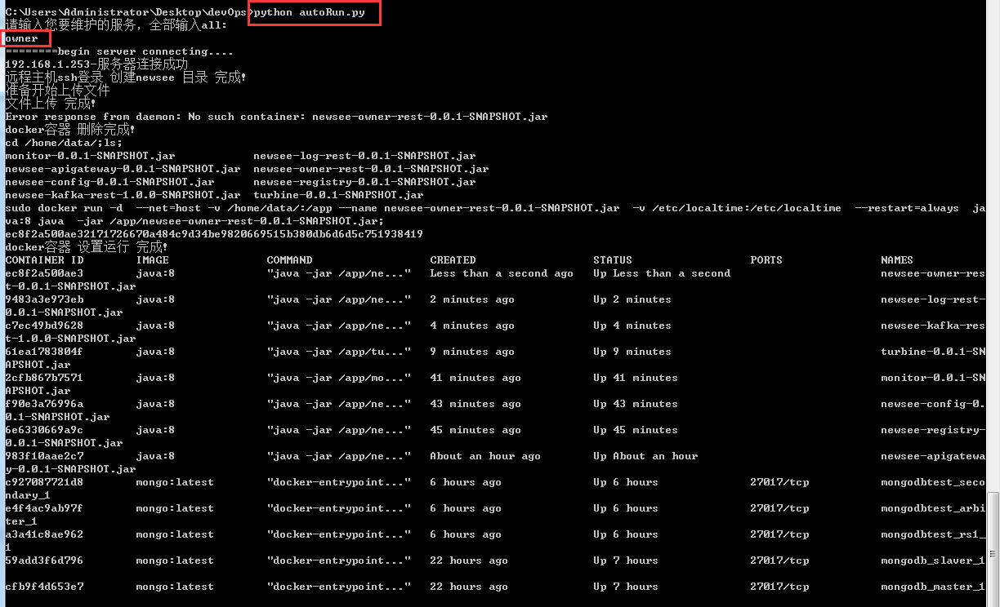 C:\Users\Administrator\Desktop\devOps>python autoRun.py
请输入您要维护的服务，全部输入all:
owner
========begin server connecting....
192.168.1.253-服务器连接成功
远程主机ssh登录 创建newsee 目录 完成!
准备开始上传文件
文件上传 完成!
Error response from daemon: No such container: newsee-owner-rest-0.0.1-SNAPSHOT.jar
docker容器 删除完成!
cd /home/data/;ls;
monitor-0.0.1-SNAPSHOT.jar newsee-log-rest-0.0.1-SNAPSHOT.jar
newsee-apigateway-0.0.1-SNAPSHOT.jar newsee-owner-rest-0.0.1-SNAPSHOT.jar
newsee-config-0.0.1-SNAPSHOT.jar newsee-registry-0.0.1-SNAPSHOT.jar
newsee-kafka-rest-1.0.0-SNAPSHOT.jar turbine-0.0.1-SNAPSHOT.jar
sudo docker run -d --net=host -v /home/data/:/app --name newsee-owner-rest-0.0.1-SNAPSHOT.jar -v /etc/localtime:/etc/localtime --restart=always ja
va:8 java -jar /app/newsee-owner-rest-0.0.1-SNAPSHOT.jar;
ec8f2a500ae32171726670a484c9d34be9820669515b380db6d6d5c751938419
docker容器 设置运行 完成!
CONTAINER ID IMAGE COMMAND CREATED STATUS PORTS NAMES
ec8f2a500ae3 java:8 "java -jar /app/ne..." Less than a second ago Up Less than a second newsee-owner-res
t-0.0.1-SNAPSHOT.jar
9483a3e973eb java:8 "java -jar /app/ne..." 2 minutes ago Up 2 minutes newsee-log-rest-
0.0.1-SNAPSHOT.jar
c7ec49bd9628 java:8 "java -jar /app/ne..." 4 minutes ago Up 4 minutes newsee-kafka-res
t-1.0.0-SNAPSHOT.jar
61ea1783804f java:8 "java -jar /app/tu..." 9 minutes ago Up 9 minutes turbine-0.0.1-SN
APSHOT.jar
2cfb867b7571 java:8 "java -jar /app/mo..." 41 minutes ago Up 41 minutes monitor-0.0.1-SN
APSHOT.jar
f90e3a76996a java:8 "java -jar /app/ne..." 43 minutes ago Up 43 minutes newsee-config-0.
0.1-SNAPSHOT.jar
6e6330669a9c java:8 "java -jar /app/ne..." 45 minutes ago Up 45 minutes newsee-registry-
0.0.1-SNAPSHOT.jar
983f10aae2c7 java:8 "java -jar /app/ne..." About an hour ago Up About an hour newsee-apigatewa
y-0.0.1-SNAPSHOT.jar
c927087721d8 mongo:latest "docker-entrypoint..." 6 hours ago Up 6 hours 27017/tcp mongodbtest_seco
ndary_1
e4f4ac9ab97f mongo:latest "docker-entrypoint..." 6 hours ago Up 6 hours 27017/tcp mongodbtest_arbi
ter_1
a3a41c8ae962 mongo:latest "docker-entrypoint..." 6 hours ago Up 6 hours 27017/tcp mongodbtest_rs1_
1
59add3f6d796 mongo:latest "docker-entrypoint..." 22 hours ago Up 7 hours 27017/tcp mongodb_slaver_1
cfb9f4d653e7 mongo:latest "docker-entrypoint..." 22 hours ago Up 7 hours 27017/tcp mongodb_master_1